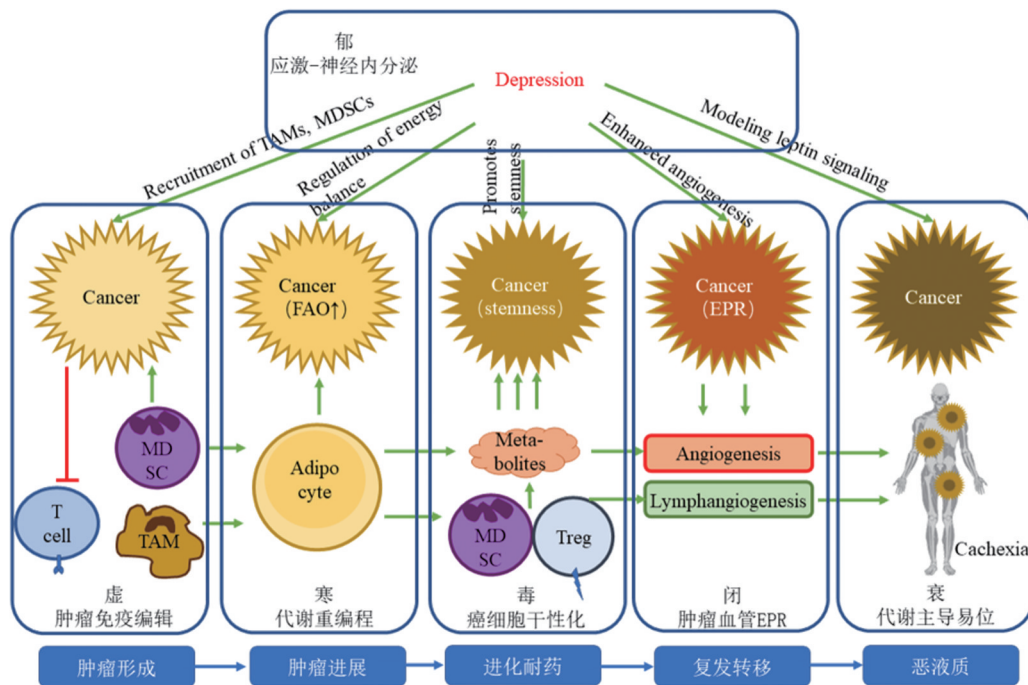 郁
应激-神经内分泌
Depression
Recruitment of TAMs, MDSCs
Regulation of energy
balance
Promotes
stemness
Enhanced angiogenesis
Modeling leptin signaling
Cancer
Cancer
(FAO↑)
Cancer
(stemness)
Cancer
(EPR)
Cancer
MD
SC
T
cell
TAM
Adipo
cyte
Meta-
bolites
MD
SC
Treg
Angiogenesis
Lymphangiogenesis
Cachexia
虚
肿瘤免疫编辑
寒
代谢重编程
毒
癌细胞干性化
闭
肿瘤血管EPR
衰
代谢主导易位
肿瘤形成
肿瘤进展
进化耐药
复发转移
恶液质